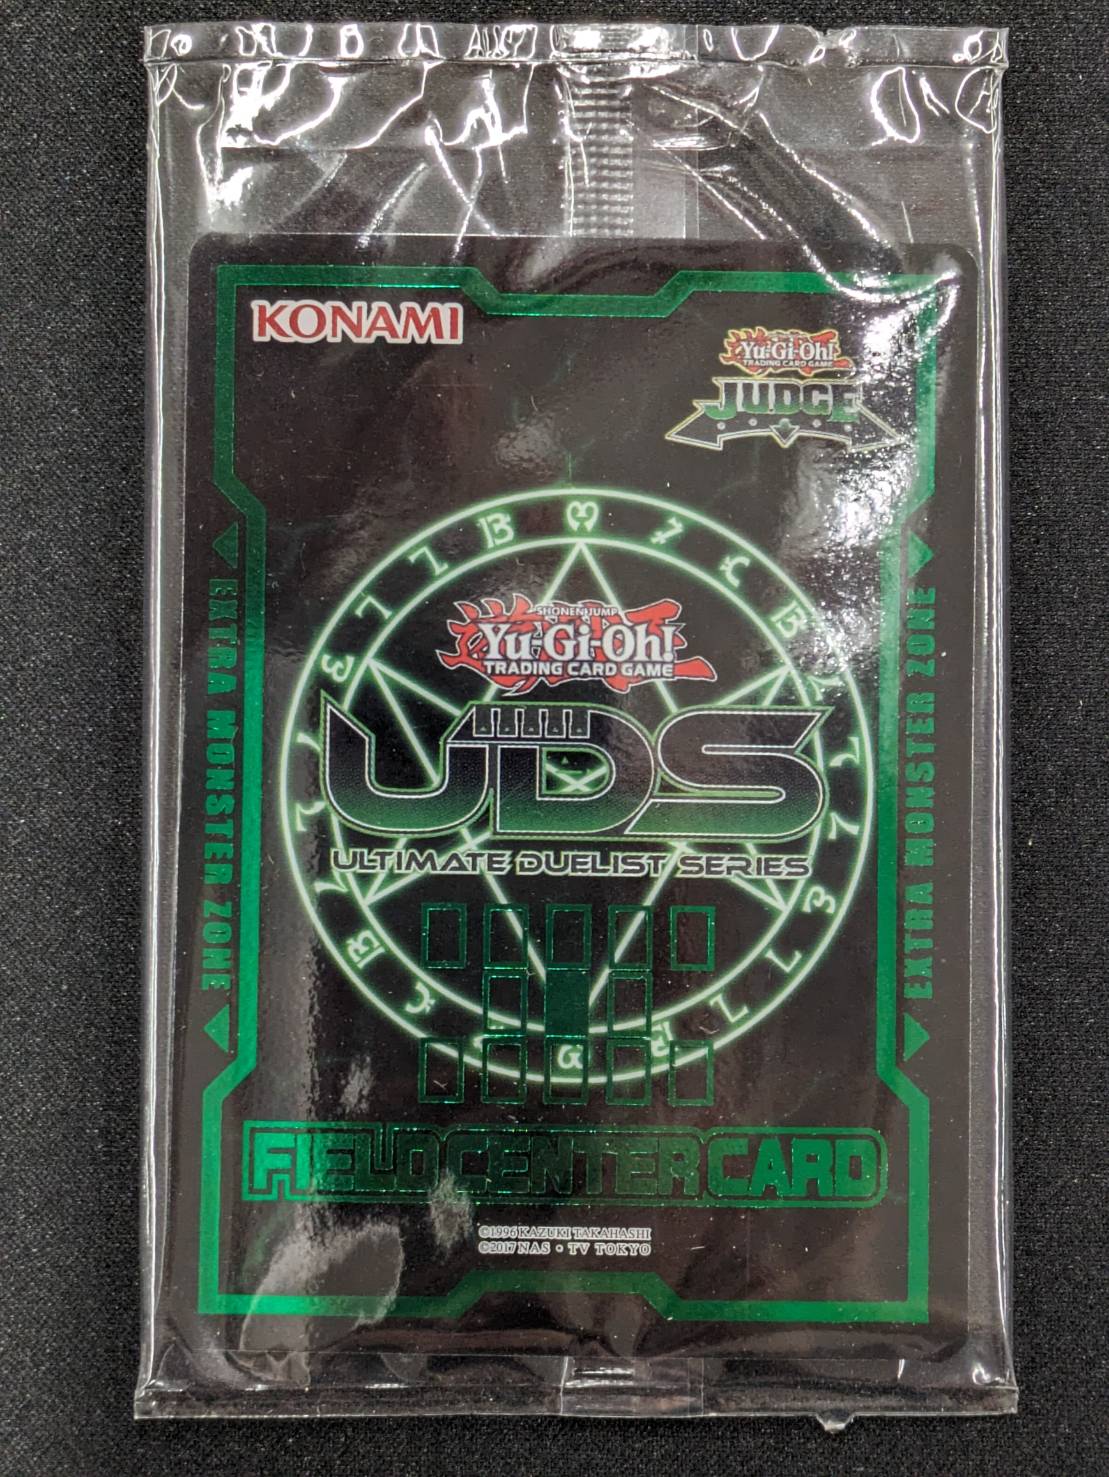 KONAMI
Yu-Gi-Oh!
TRADING CARD GAME
JUDGE
EXTRA MONSTER ZONE
EXTRA MONSTER ZONE
SHONEN JUMP
Yu-Gi-Oh!
TRADING CARD GAME
UDS
ULTIMATE DUELIST SERIES
FIELD CENTER CARD
©1996 KAZUKI TAKAHASHI
©2017 NAS • TV TOKYO